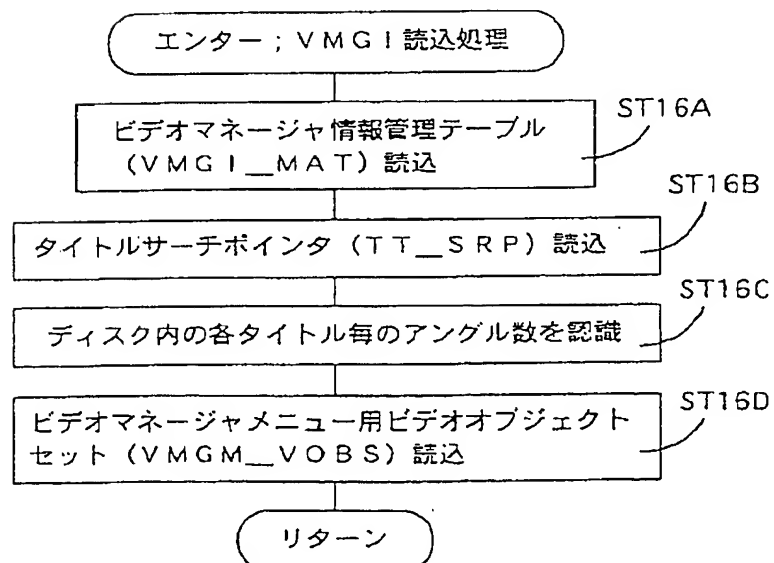 エンター；ＶＭＧＩ読込処理
ST16A
ビデオマネージャ情報管理テーブル
（ＶＭＧＩ＿ＭＡＴ）読込
ST16B
タイトルサーチポインタ（ＴＴ＿ＳＲＰ）読込
ST16C
ディスク内の各タイトル毎のアングル数を認識
ST16D
ビデオマネージャメニュー用ビデオオブジェクト
セット（ＶＭＧＭ＿ＶＯＢＳ）読込
リターン